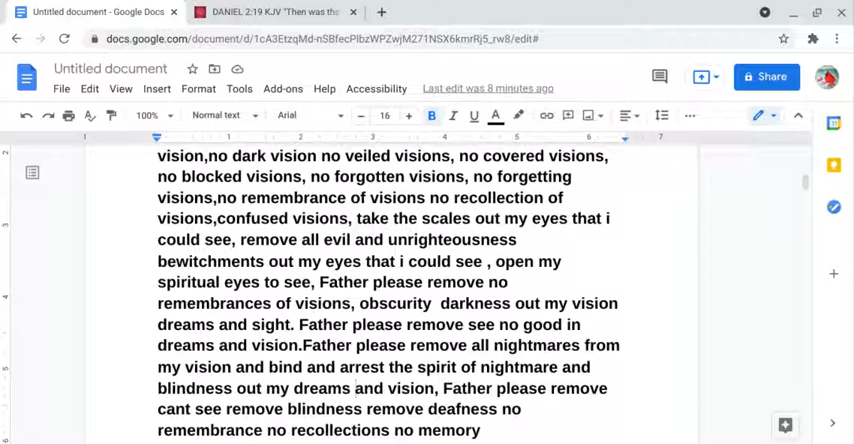 Untitled document - Google Docs
DANIEL 2:19 KJV "Then was the
docs.google.com/document/d/1cA3EtzqMd-nSBfecPlbzWPZwjM271NSX6kmrRj5_rw8/edit#
Untitled document
File Edit View Insert Format Tools Add-ons Help Accessibility Last edit was 8 minutes ago
Share
100% Normal text Arial 16 B I U A
1 1 2 3 4 5 6 7
vision,no dark vision no veiled visions, no covered visions,
no blocked visions, no forgotten visions, no forgetting
visions,no remembrance of visions no recollection of
visions,confused visions, take the scales out my eyes that i
could see, remove all evil and unrighteousness
bewitchments out my eyes that i could see , open my
spiritual eyes to see, Father please remove no
remembrances of visions, obscurity  darkness out my vision
dreams and sight. Father please remove see no good in
dreams and vision.Father please remove all nightmares from
my vision and bind and arrest the spirit of nightmare and
blindness out my dreams and vision, Father please remove
cant see remove blindness remove deafness no
remembrance no recollections no memory